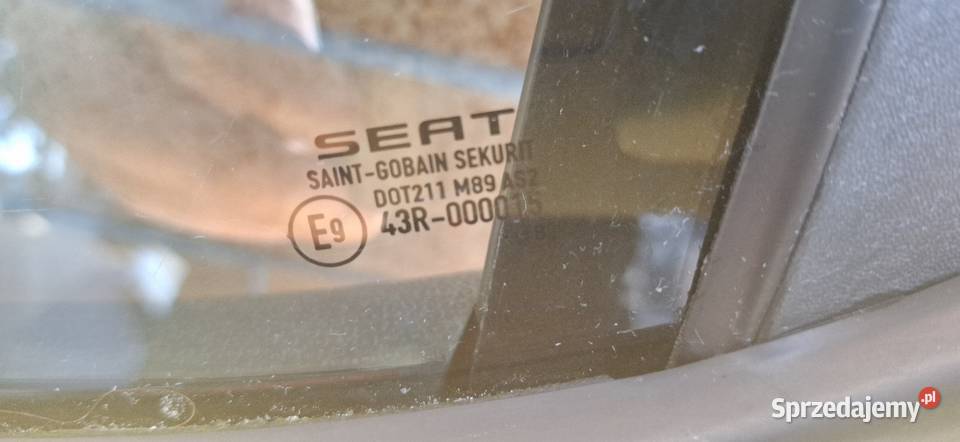 SEAT
SAINT-GOBAIN SEKURIT
DOT211 M89 AS2
E9
43R-000015
Sprzedajemy.pl